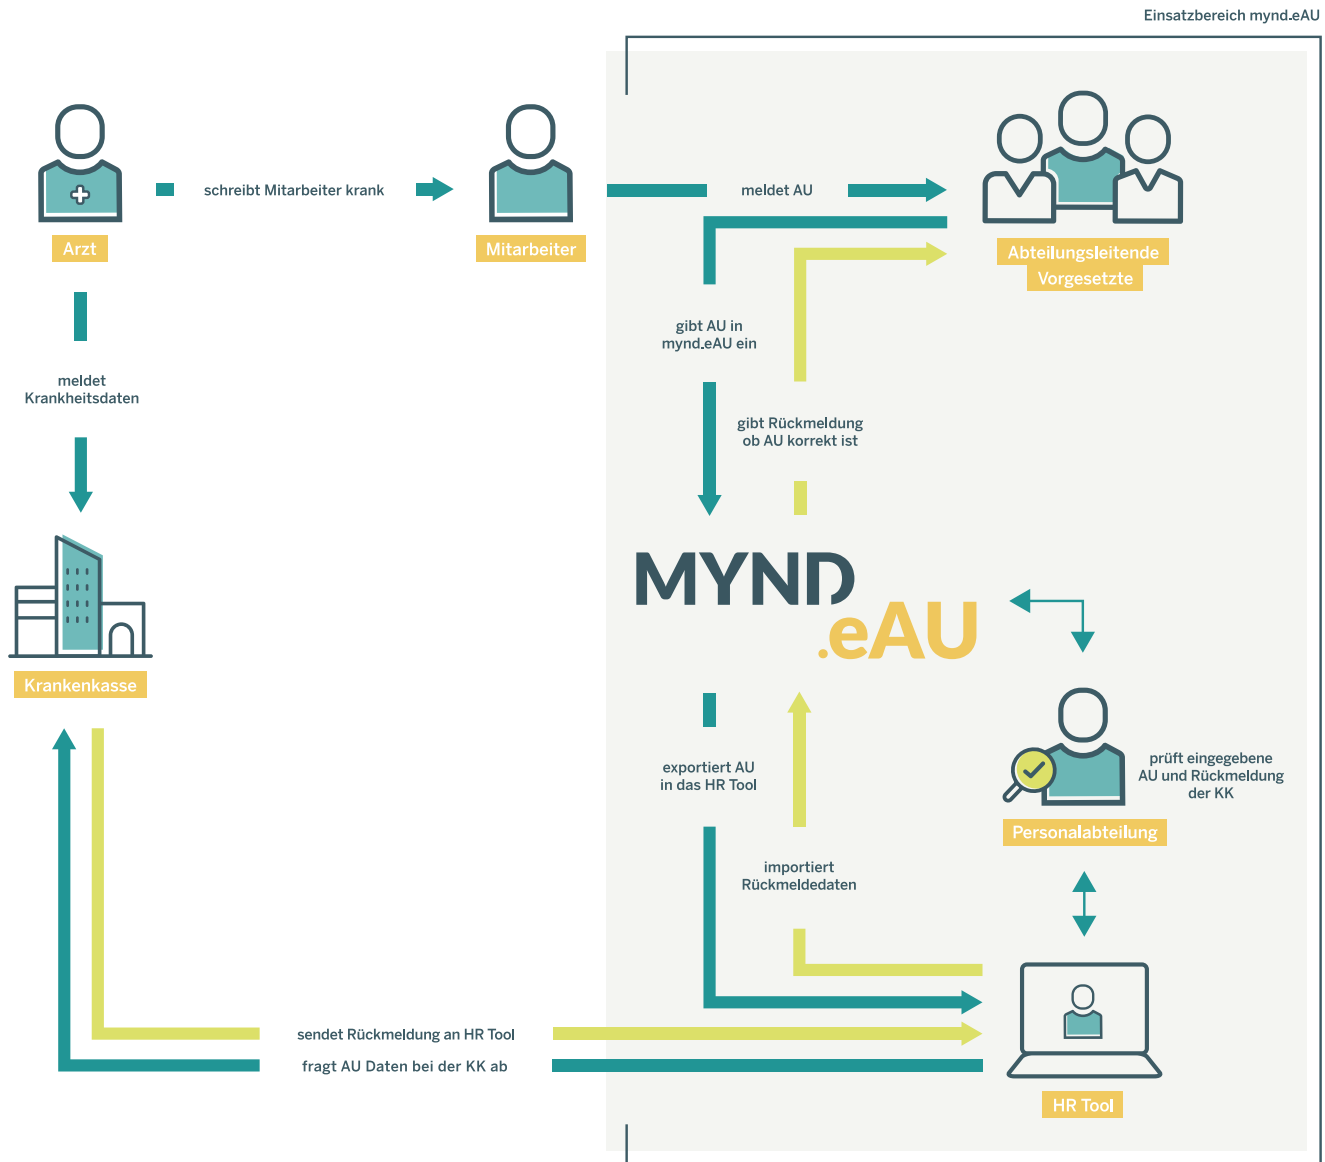 Einsatzbereich mynd.eAU
schreibt Mitarbeiter krank
meldet AU
Arzt
Mitarbeiter
Abteilungsleitende
Vorgesetzte
gibt AU in
mynd.eAU ein
meldet
Krankheitsdaten
gibt Rückmeldung
ob AU korrekt ist
MYND
.eAU
Krankenkasse
exportiert AU
in das HR Tool
prüft eingegebene
AU und Rückmeldung
der KK
Personalabteilung
importiert
Rückmeldedaten
sendet Rückmeldung an HR Tool
fragt AU Daten bei der KK ab
HR Tool